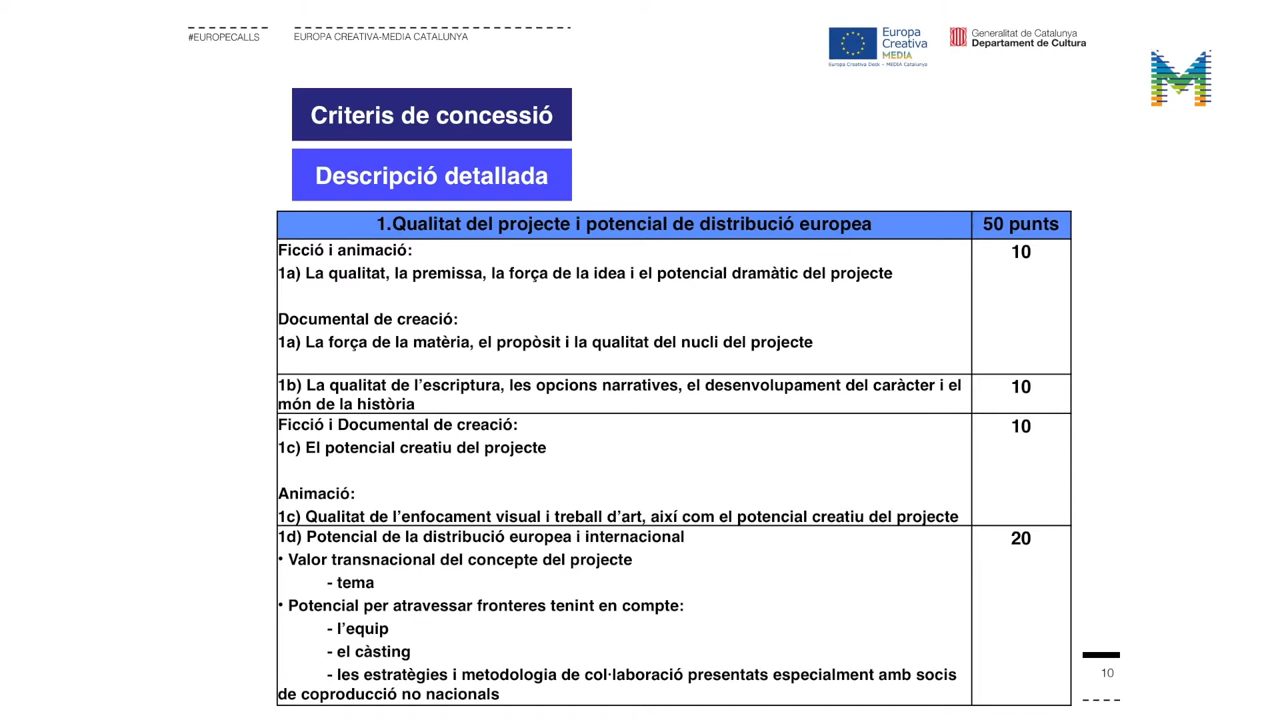 #EUROPECALLS
EUROPA CREATIVA-MEDIA CATALUNYA
Europa
Creativa
MEDIA
Europa Creativa Desk - MEDIA Catalunya
Generalitat de Catalunya
Departament de Cultura
Criteris de concessió
Descripció detallada
1.Qualitat del projecte i potencial de distribució europea
50 punts
Ficció i animació:
10
1a) La qualitat, la premissa, la força de la idea i el potencial dramàtic del projecte
Documental de creació:
1a) La força de la matèria, el propòsit i la qualitat del nucli del projecte
1b) La qualitat de l’escriptura, les opcions narratives, el desenvolupament del caràcter i el
món de la història
10
Ficció i Documental de creació:
10
1c) El potencial creatiu del projecte
Animació:
1c) Qualitat de l’enfocament visual i treball d’art, així com el potencial creatiu del projecte
1d) Potencial de la distribució europea i internacional
20
• Valor transnacional del concepte del projecte
- tema
• Potencial per atravessar fronteres tenint en compte:
- l’equip
- el càsting
- les estratègies i metodologia de col·laboració presentats especialment amb socis
de coproducció no nacionals
10